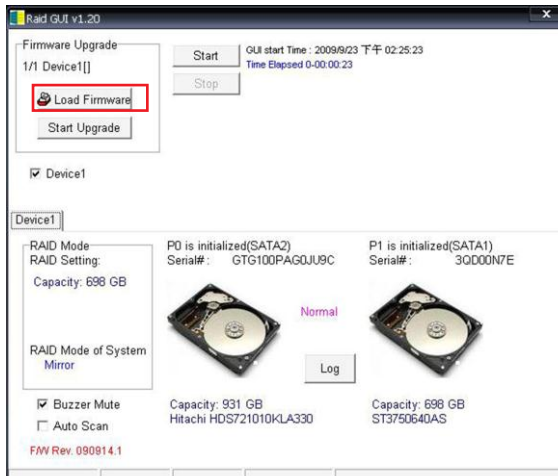 Raid GUI v1.20
Firmware Upgrade
1/1 Device1[]
Load Firmware
Start Upgrade
Start
Stop
GUI start Time : 2009/9/23 下午 02:25:23
Time Elapsed 0-00:00:23
Device1
Device1
RAID Mode
RAID Setting:
Capacity: 698 GB
RAID Mode of System
Mirror
P0 is initialized(SATA2)
Serial# : GTG100PAG0JU9C
Normal
Log
Capacity: 931 GB
Hitachi HDS721010KLA330
P1 is initialized(SATA1)
Serial# : 3QD00N7E
Capacity: 698 GB
ST3750640AS
Buzzer Mute
Auto Scan
F/W Rev. 090914.1